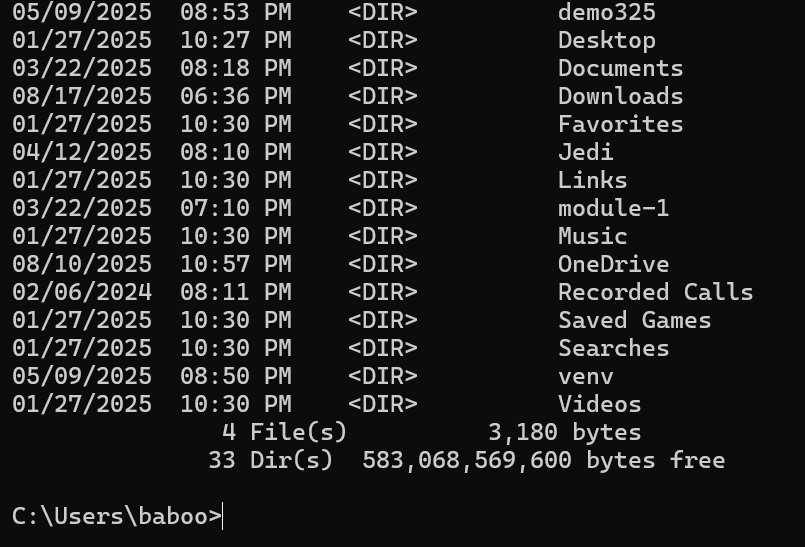 05/09/2025  08:53 PM    <DIR>          demo325
01/27/2025  10:27 PM    <DIR>          Desktop
03/22/2025  08:18 PM    <DIR>          Documents
08/17/2025  06:36 PM    <DIR>          Downloads
01/27/2025  10:30 PM    <DIR>          Favorites
04/12/2025  08:10 PM    <DIR>          Jedi
01/27/2025  10:30 PM    <DIR>          Links
03/22/2025  07:10 PM    <DIR>          module-1
01/27/2025  10:30 PM    <DIR>          Music
08/10/2025  10:57 PM    <DIR>          OneDrive
02/06/2024  08:11 PM    <DIR>          Recorded Calls
01/27/2025  10:30 PM    <DIR>          Saved Games
01/27/2025  10:30 PM    <DIR>          Searches
05/09/2025  08:50 PM    <DIR>          venv
01/27/2025  10:30 PM    <DIR>          Videos
               4 File(s)          3,180 bytes
              33 Dir(s)  583,068,569,600 bytes free
C:\Users\baboo>